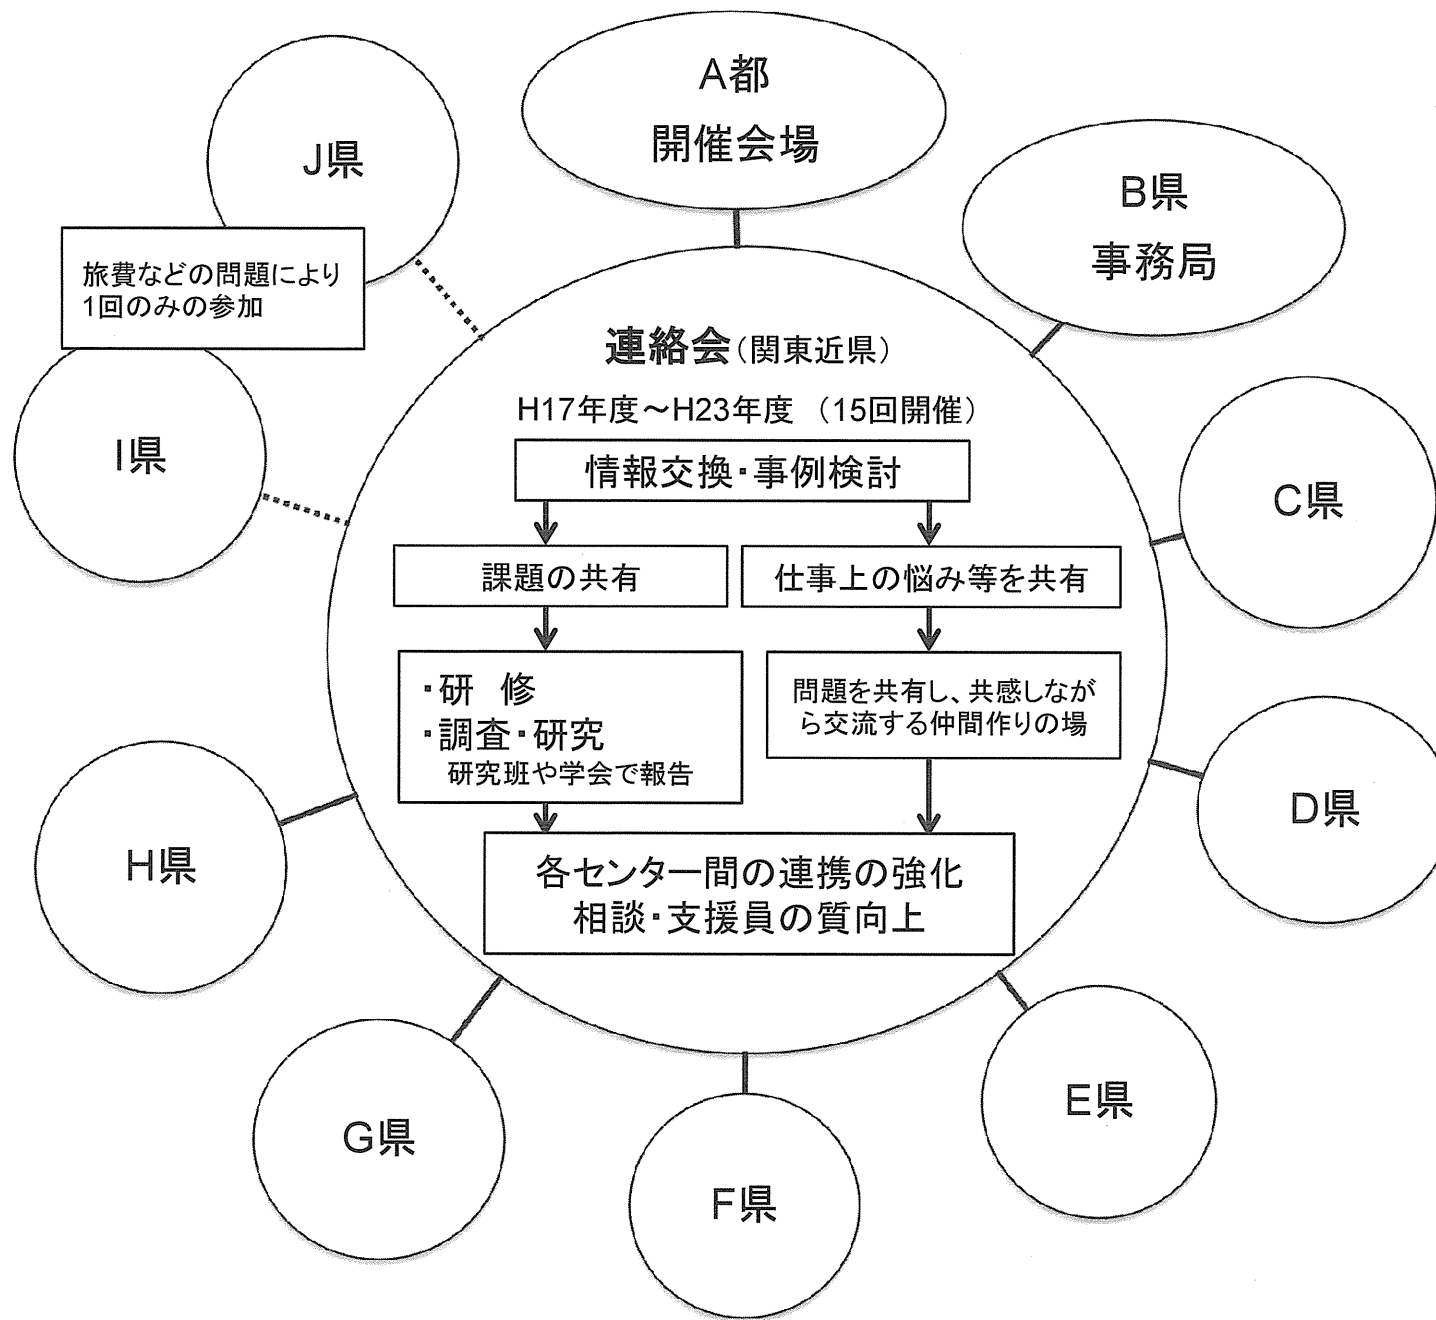 A都
開催会場
B県
事務局
J県
旅費などの問題により
1回のみの参加
I県
連絡会(関東近県)
H17年度～H23年度 (15回開催)
情報交換・事例検討
課題の共有
仕事上の悩み等を共有
・研 修
・調査・研究
研究班や学会で報告
問題を共有し、共感しなが
ら交流する仲間作りの場
各センター間の連携の強化
相談・支援員の質向上
C県
D県
E県
F県
G県
H県